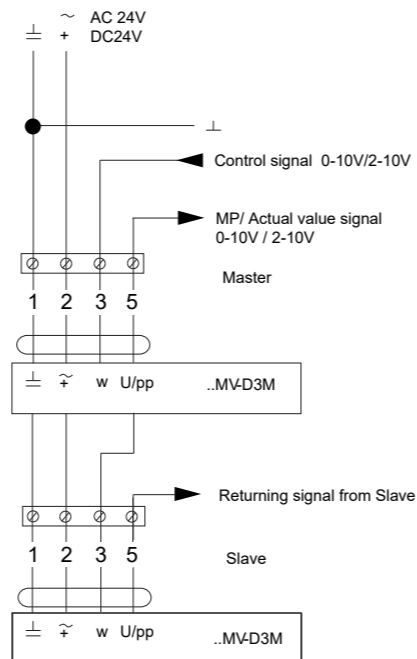 ~ AC 24V
⊥ + DC24V
⊥
Control signal 0-10V/2-10V
MP/ Actual value signal
0-10V / 2-10V
Master
1 2 3 5
⊥ ~ w U/pp ..MV-D3M
+
Returning signal from Slave
1 2 3 5
Slave
⊥ ~ w U/pp ..MV-D3M
+